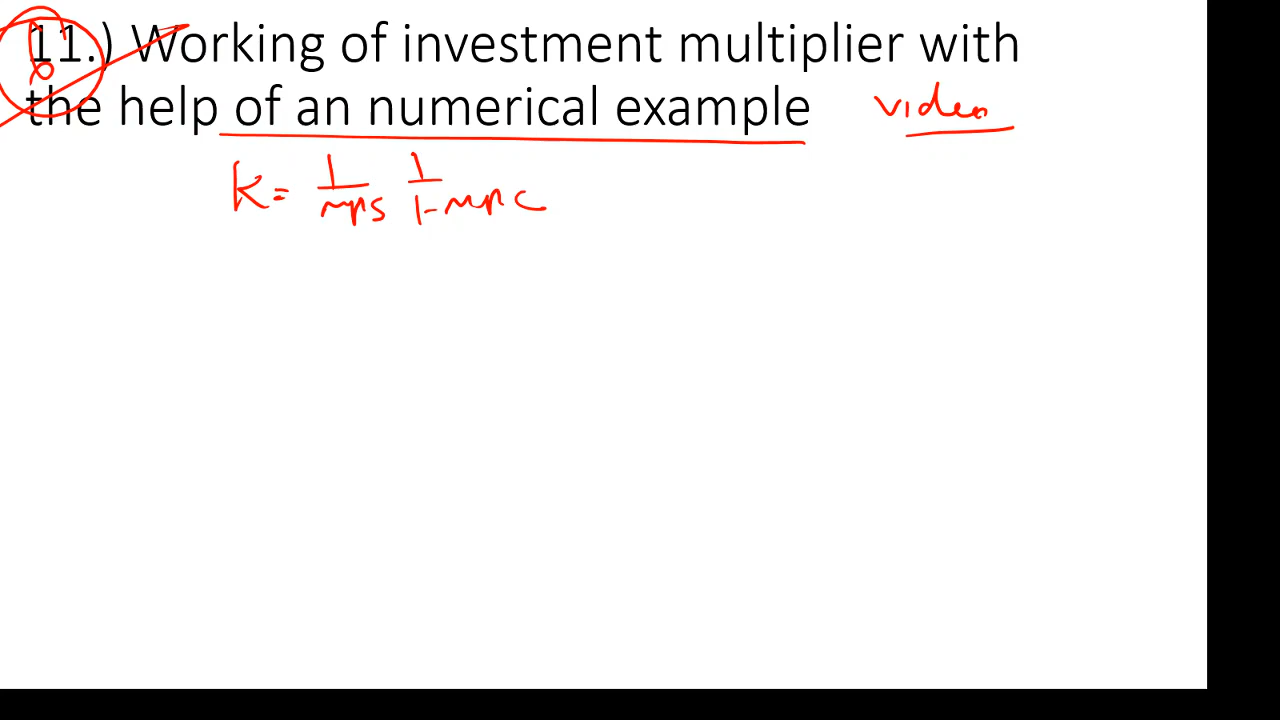 11.) Working of investment multiplier with
the help of an numerical example video
K= 1/mps 1/1-mpc